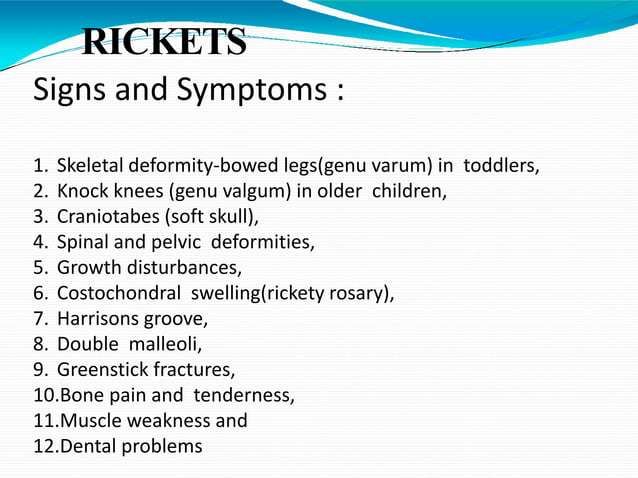 RICKETS
Signs and Symptoms :
1. Skeletal deformity-bowed legs(genu varum) in toddlers,
2. Knock knees (genu valgum) in older children,
3. Craniotabes (soft skull),
4. Spinal and pelvic deformities,
5. Growth disturbances,
6. Costochondral swelling(rickety rosary),
7. Harrisons groove,
8. Double malleoli,
9. Greenstick fractures,
10.Bone pain and tenderness,
11.Muscle weakness and
12.Dental problems